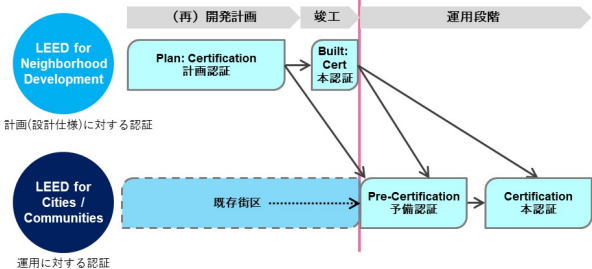 (再）開発計画
竣工
運用段階
LEED for
Neighborhood
Development
Plan: Certification
計画認証
Built:
Cert
本認証
計画(設計仕様)に対する認証
LEED for
Cities /
Communities
既存街区
Pre-Certification
予備認証
Certification
本認証
運用に対する認証